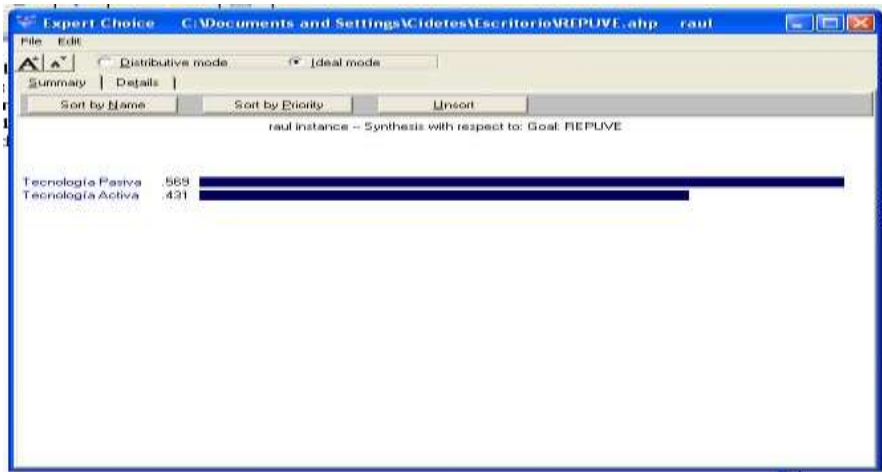 Expert Choice C:\Documents and Settings\Cidetes\Escritorio\REPUVE.ahp raul
File Edit
A A Distributive mode Ideal mode
Summary Details
Sort by Name Sort by Priority Unsort
raul instance -- Synthesis with respect to: Goal: REPUVE
Tecnología Pasiva .569
Tecnología Activa .431